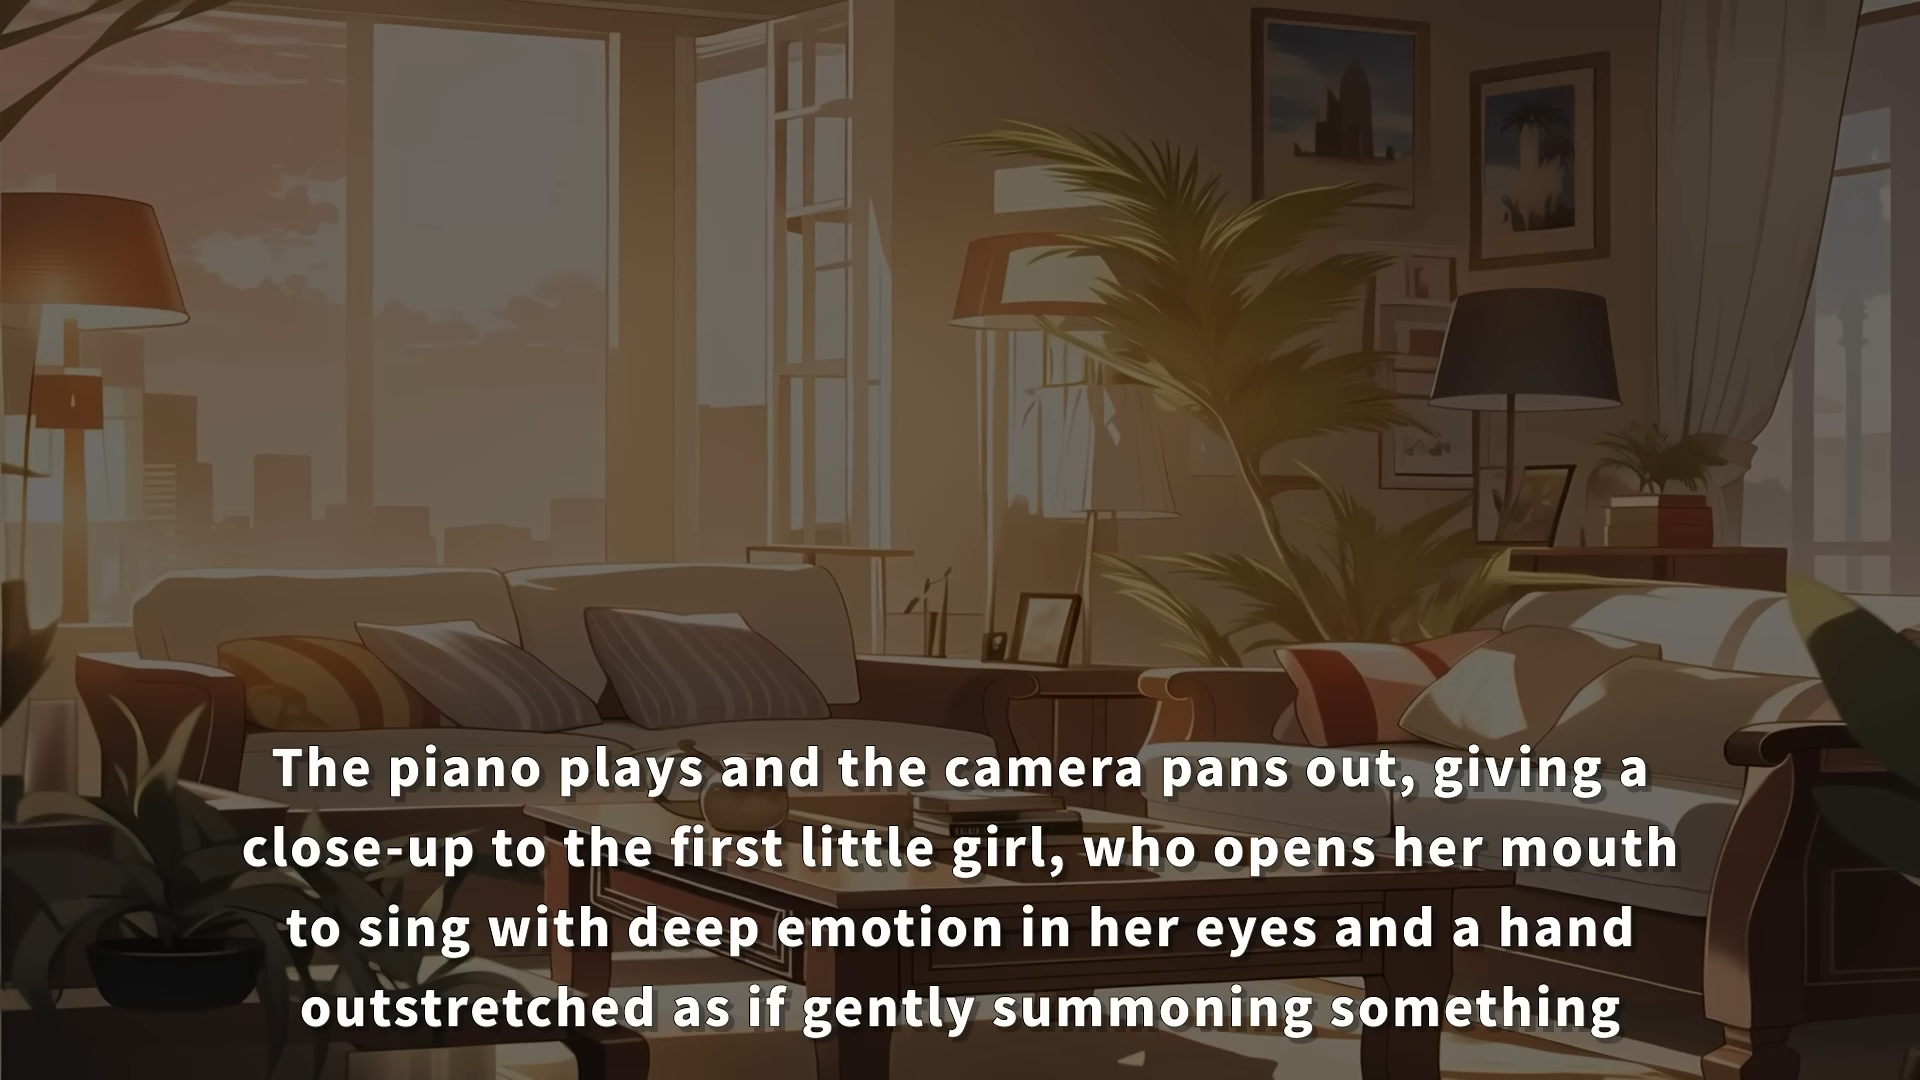 The piano plays and the camera pans out, giving a
close-up to the first little girl, who opens her mouth
to sing with deep emotion in her eyes and a hand
outstretched as if gently summoning something